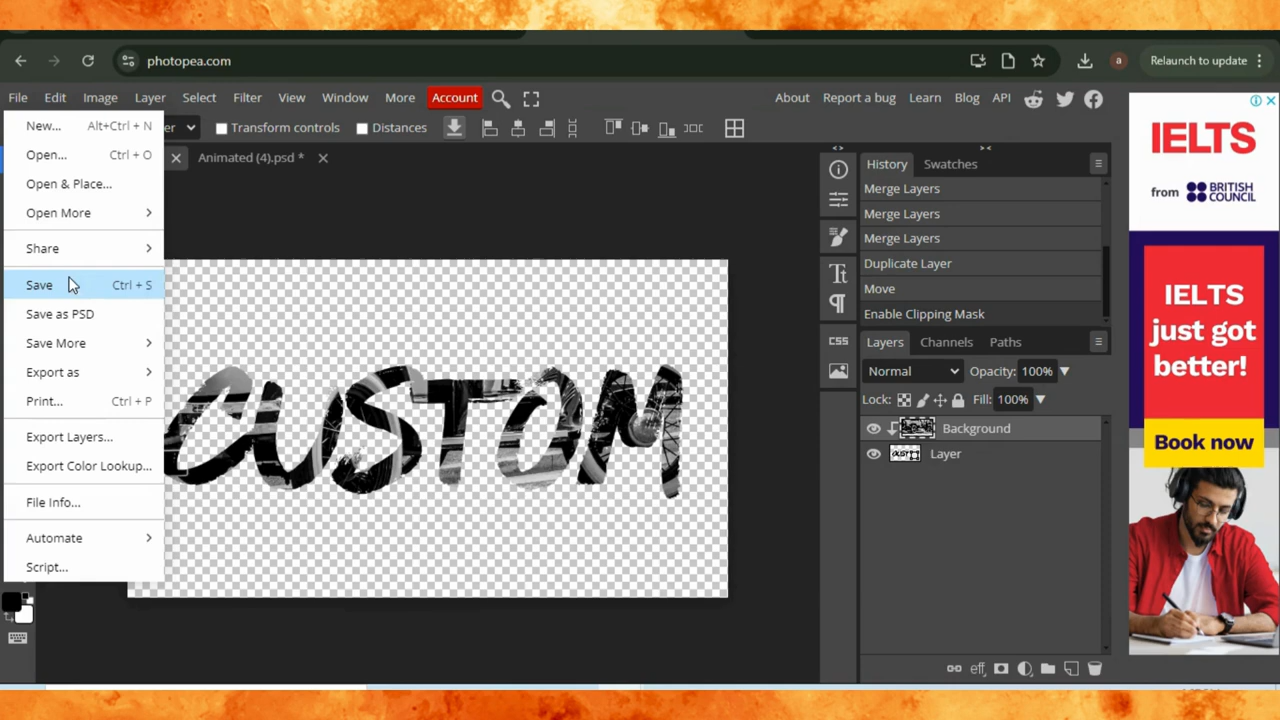 photopea.com
Relaunch to update
a
File Edit Image Layer Select Filter View Window More Account
About Report a bug Learn Blog API
New... Alt+Ctrl + N
Open... Ctrl + O
Open & Place...
Open More
Share
Save Ctrl + S
Save as PSD
Save More
Export as
Print... Ctrl + P
Export Layers...
Export Color Lookup...
File Info...
Automate
Script...
er
Transform controls
Distances
Animated (4).psd *
CUSTOM
CSS
History Swatches
Merge Layers
Merge Layers
Merge Layers
Duplicate Layer
Move
Enable Clipping Mask
Layers Channels Paths
Normal Opacity: 100%
Lock: Fill: 100%
Background
Layer
eff
IELTS
from BRITISH
COUNCIL
IELTS
just got
better!
Book now